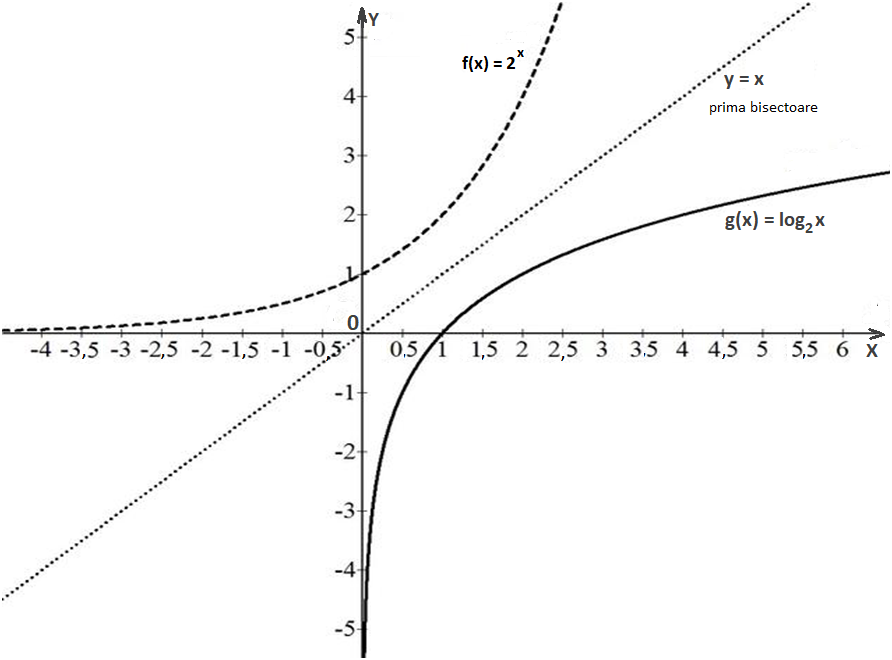 Y
5
f(x) = 2^x
y = x
4
prima bisectoare
3
2
g(x) = log₂x
1
0
-4 -3,5 -3 -2,5 -2 -1,5 -1 -0,5 0,5 1 1,5 2 2,5 3 3,5 4 4,5 5 5,5 6 X
-1
-2
-3
-4
-5